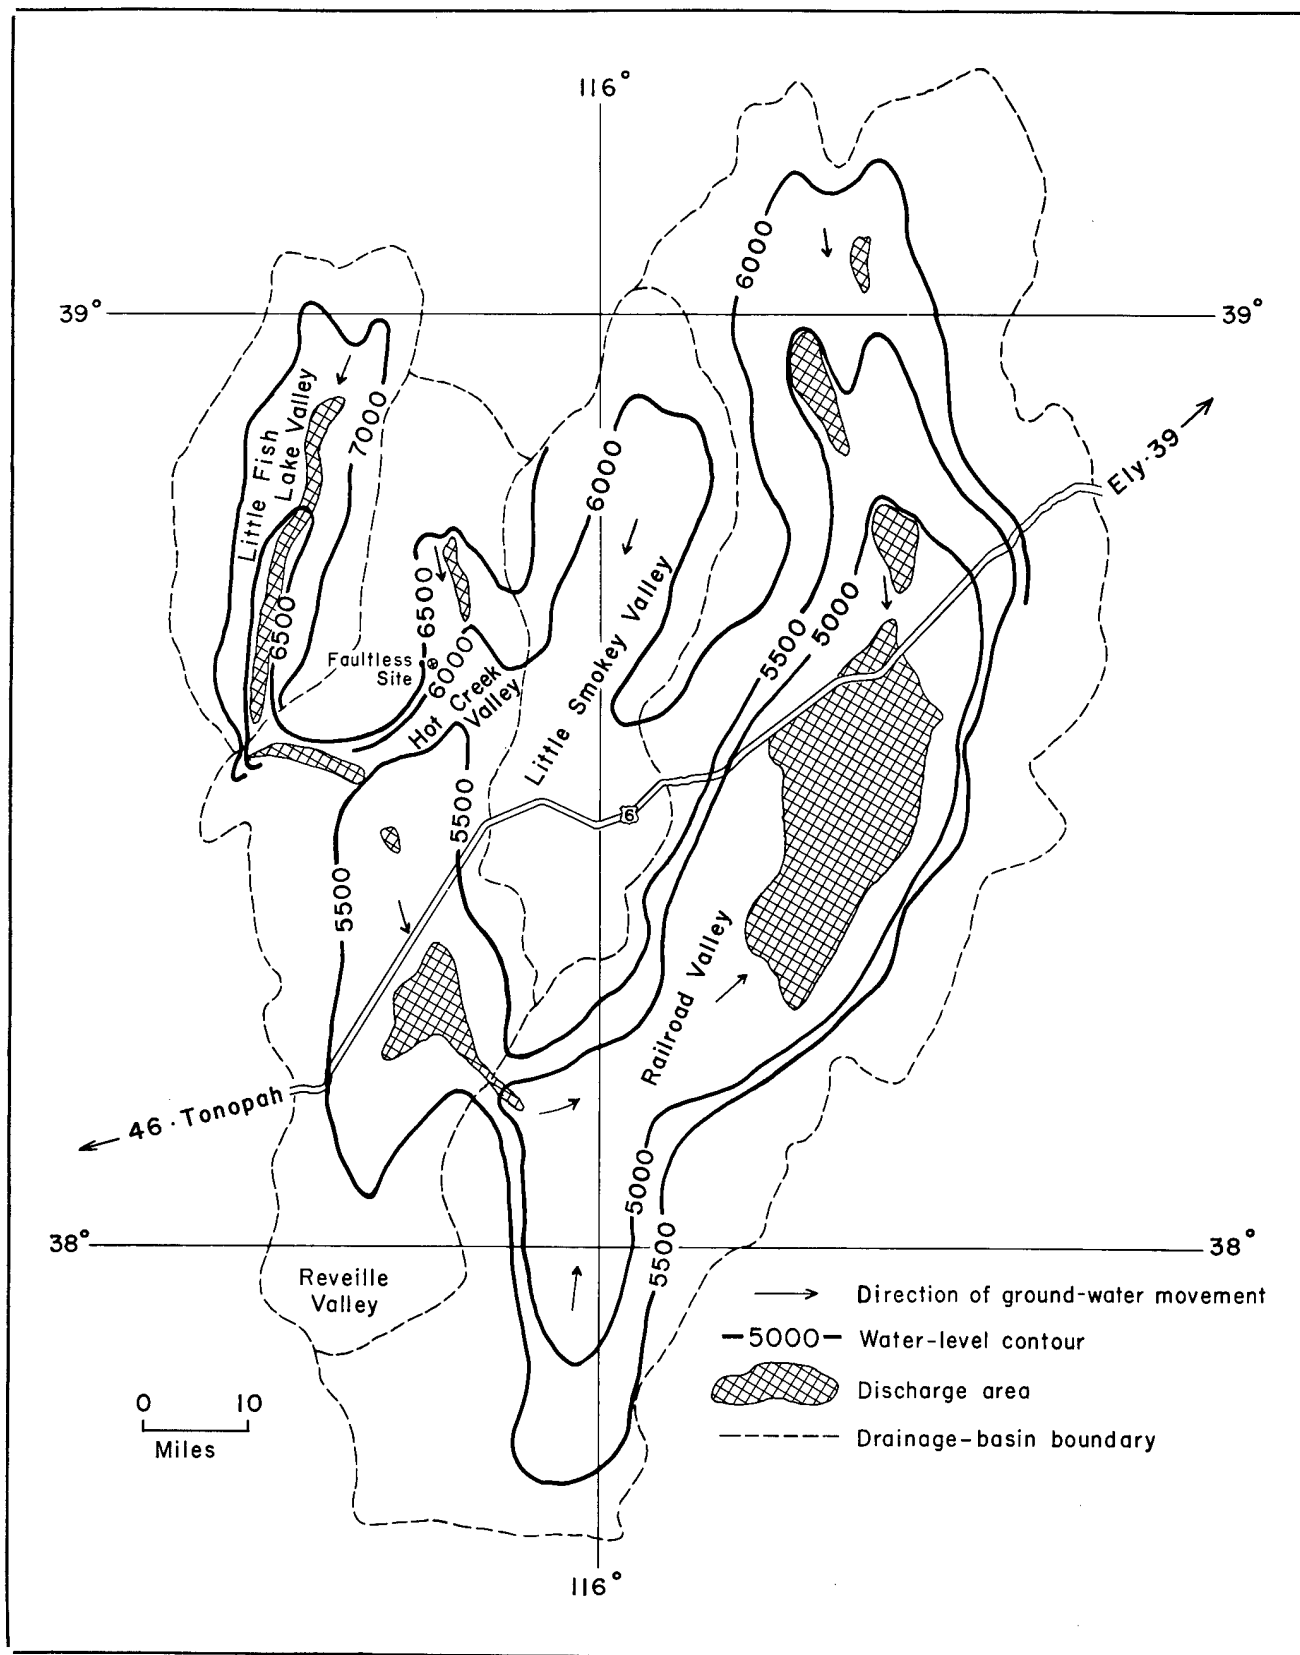 116°
39°
39°
6000
Little Fish
Lake Valley
7000
6000
Ely·39
6500
6500
Faultless
Site
6000
Hot Creek
Valley
Little Smokey Valley
5500
5000
5500
6
5500
Railroad Valley
46·Tonopah
5000
5500
38°
38°
Reveille
Valley
Direction of ground-water movement
5000
Water-level contour
0 10
Miles
Discharge area
Drainage-basin boundary
116°